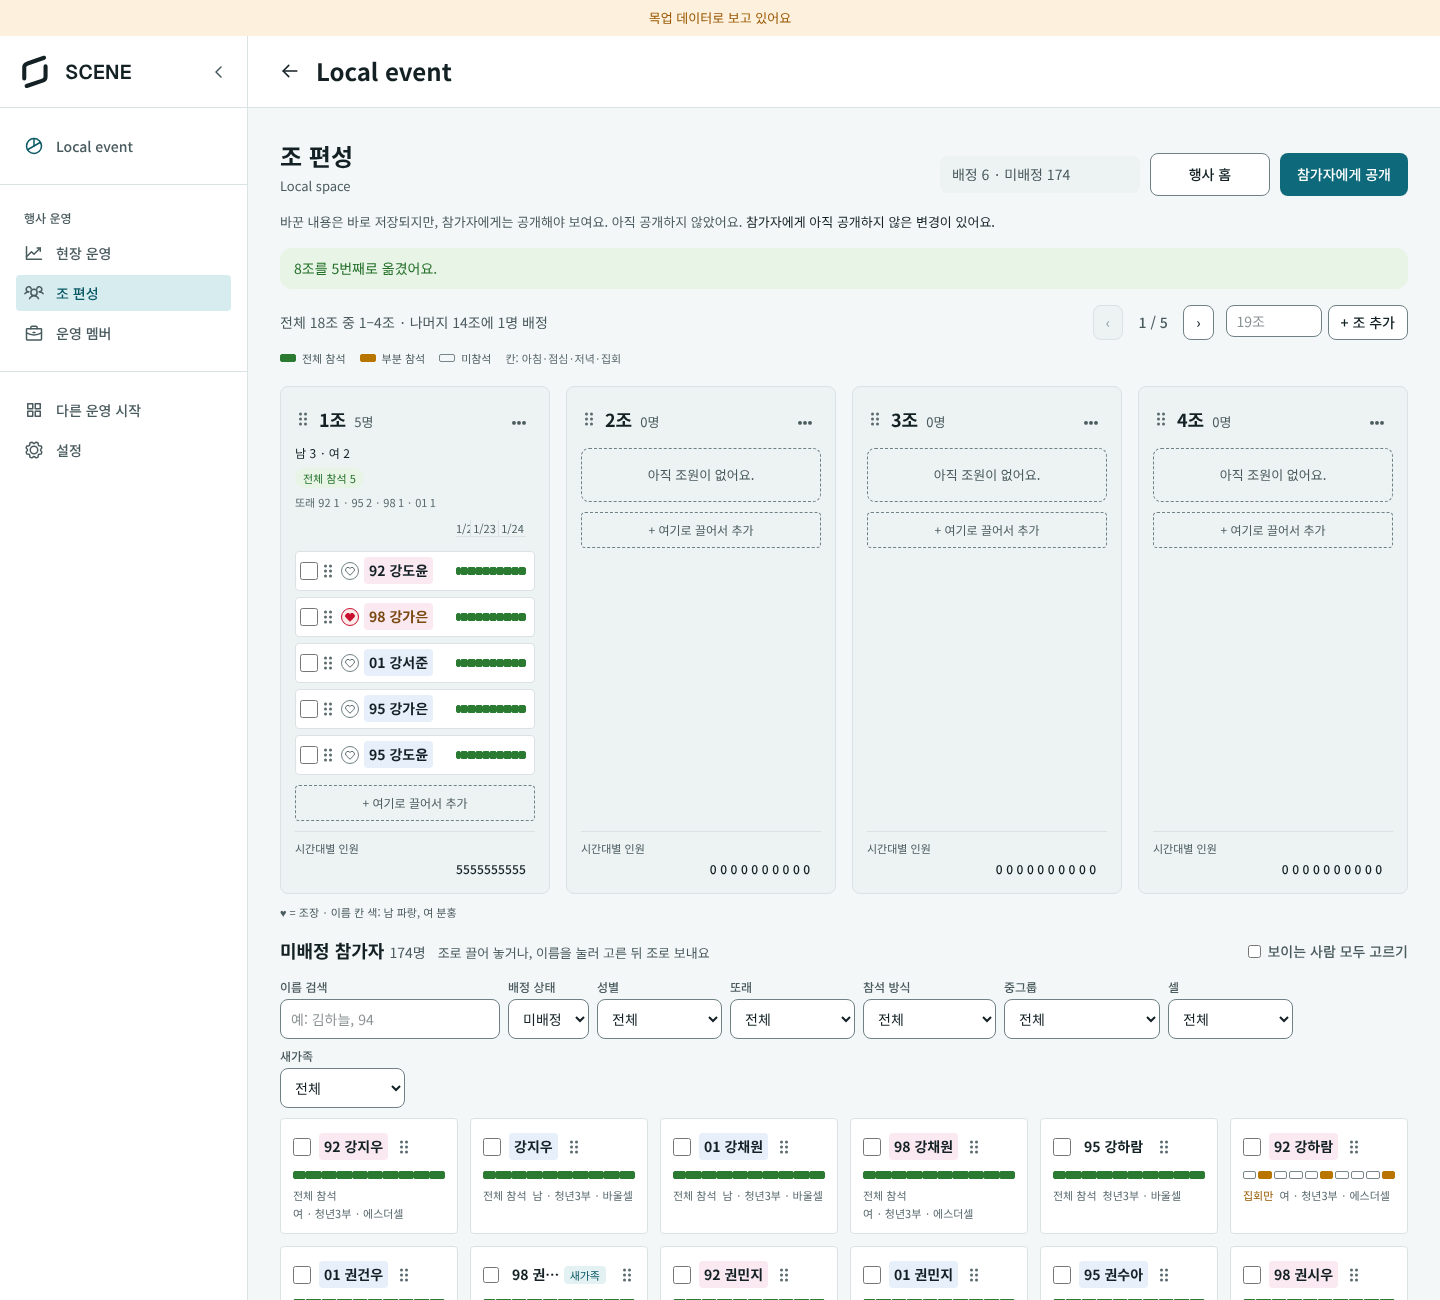 목업 데이터로 보고 있어요
SCENE
Local event
Local event
행사 운영
현장 운영
조 편성
운영 멤버
다른 운영 시작
설정
조 편성
Local space
배정 6 · 미배정 174
행사 홈
참가자에게 공개
바꾼 내용은 바로 저장되지만, 참가자에게는 공개해야 보여요. 아직 공개하지 않았어요. 참가자에게 아직 공개하지 않은 변경이 있어요.
8조를 5번째로 옮겼어요.
전체 18조 중 1–4조 · 나머지 14조에 1명 배정
‹ 1 / 5 ›
19조
+ 조 추가
전체 참석 부분 참석 미참석 칸: 아침·점심·저녁·집회
1조 5명
남 3 · 여 2
전체 참석 5
또래 92 1 · 95 2 · 98 1 · 01 1
1/23 1/24
92 강도윤
98 강가은
01 강서준
95 강가은
95 강도윤
+ 여기로 끌어서 추가
시간대별 인원
5555555555
2조 0명
아직 조원이 없어요.
+ 여기로 끌어서 추가
시간대별 인원
0 0 0 0 0 0 0 0 0 0
3조 0명
아직 조원이 없어요.
+ 여기로 끌어서 추가
시간대별 인원
0 0 0 0 0 0 0 0 0 0
4조 0명
아직 조원이 없어요.
+ 여기로 끌어서 추가
시간대별 인원
0 0 0 0 0 0 0 0 0 0
♥ = 조장 · 이름 칸 색: 남 파랑, 여 분홍
미배정 참가자 174명 조로 끌어 놓거나, 이름을 눌러 고른 뒤 조로 보내요
보이는 사람 모두 고르기
이름 검색
예: 김하늘, 94
배정 상태
미배정
성별
전체
또래
전체
참석 방식
전체
중그룹
전체
셀
전체
새가족
전체
92 강지우
전체 참석
여 · 청년3부 · 에스더셀
강지우
전체 참석 남 · 청년3부 · 바울셀
01 강채원
전체 참석 남 · 청년3부 · 바울셀
98 강채원
전체 참석
여 · 청년3부 · 에스더셀
95 강하람
전체 참석 청년3부 · 바울셀
92 강하람
집회만 여 · 청년3부 · 에스더셀
01 권건우
98 권… 새가족
92 권민지
01 권민지
95 권수아
98 권시우